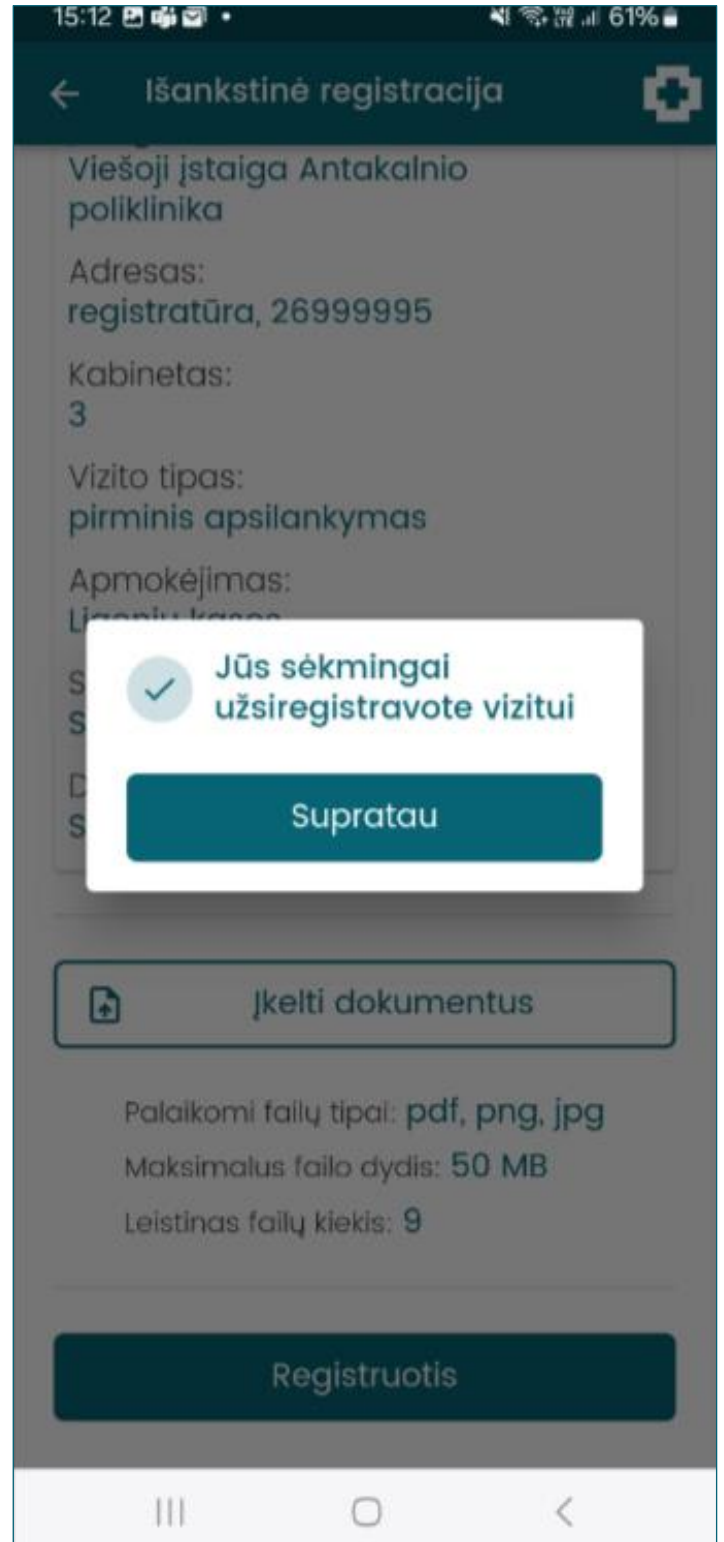 15:12 61%
Išankstinė registracija
Viešoji įstaiga Antakalnio
poliklinika
Adresas:
registratūra, 26999995
Kabinetas:
3
Vizito tipas:
pirminis apsilankymas
Apmokėjimas:
Jūs sėkmingai
užsiregistravote vizitui
Supratau
Įkelti dokumentus
Palaikomi failų tipai: pdf, png, jpg
Maksimalus failo dydis: 50 MB
Leistinas failų kiekis: 9
Registruotis